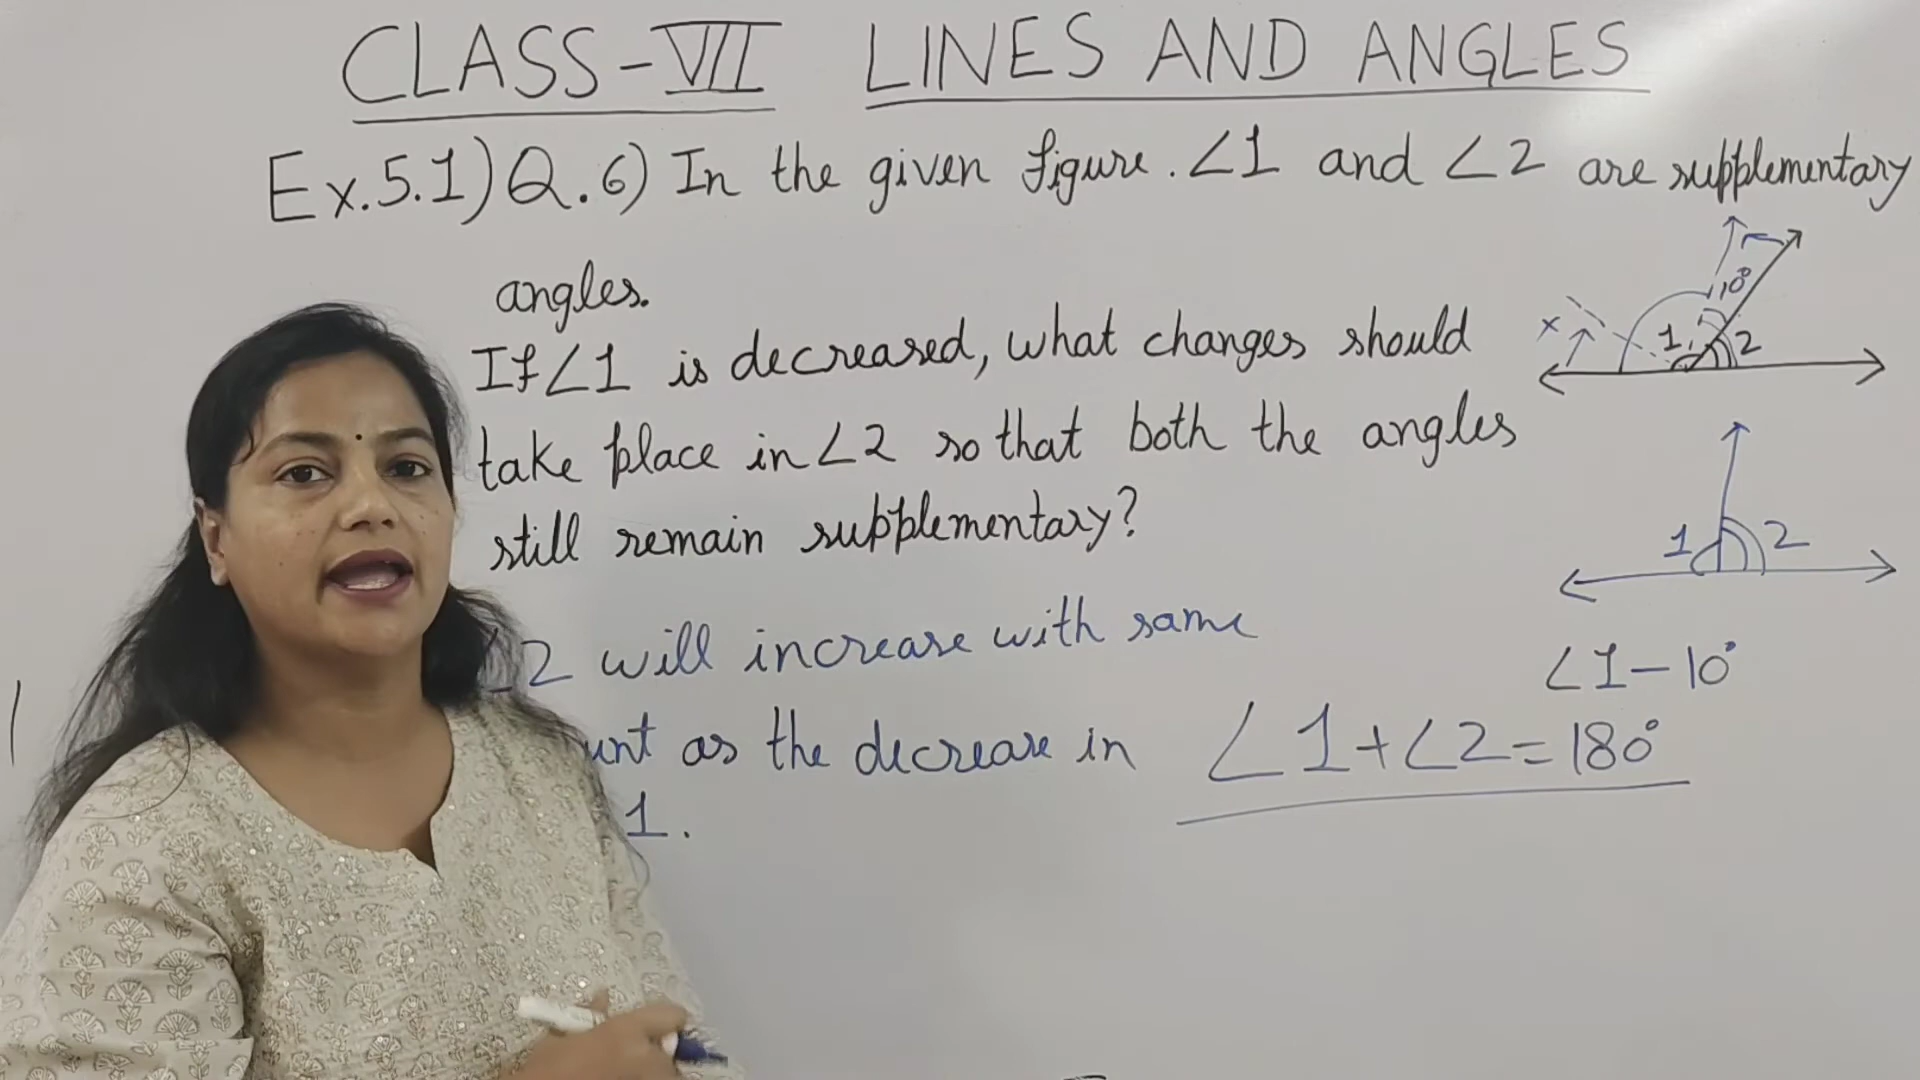 CLASS-VII LINES AND ANGLES
Ex.5.1) Q.6) In the given figure. ∠1 and ∠2 are supplementary
angles.
If ∠1 is decreased, what changes should
take place in ∠2 so that both the angles
still remain supplementary?
∠2 will increase with same
as the decrease in
1.
x
10°
1
2
1
2
∠1-10°
∠1+∠2=180°